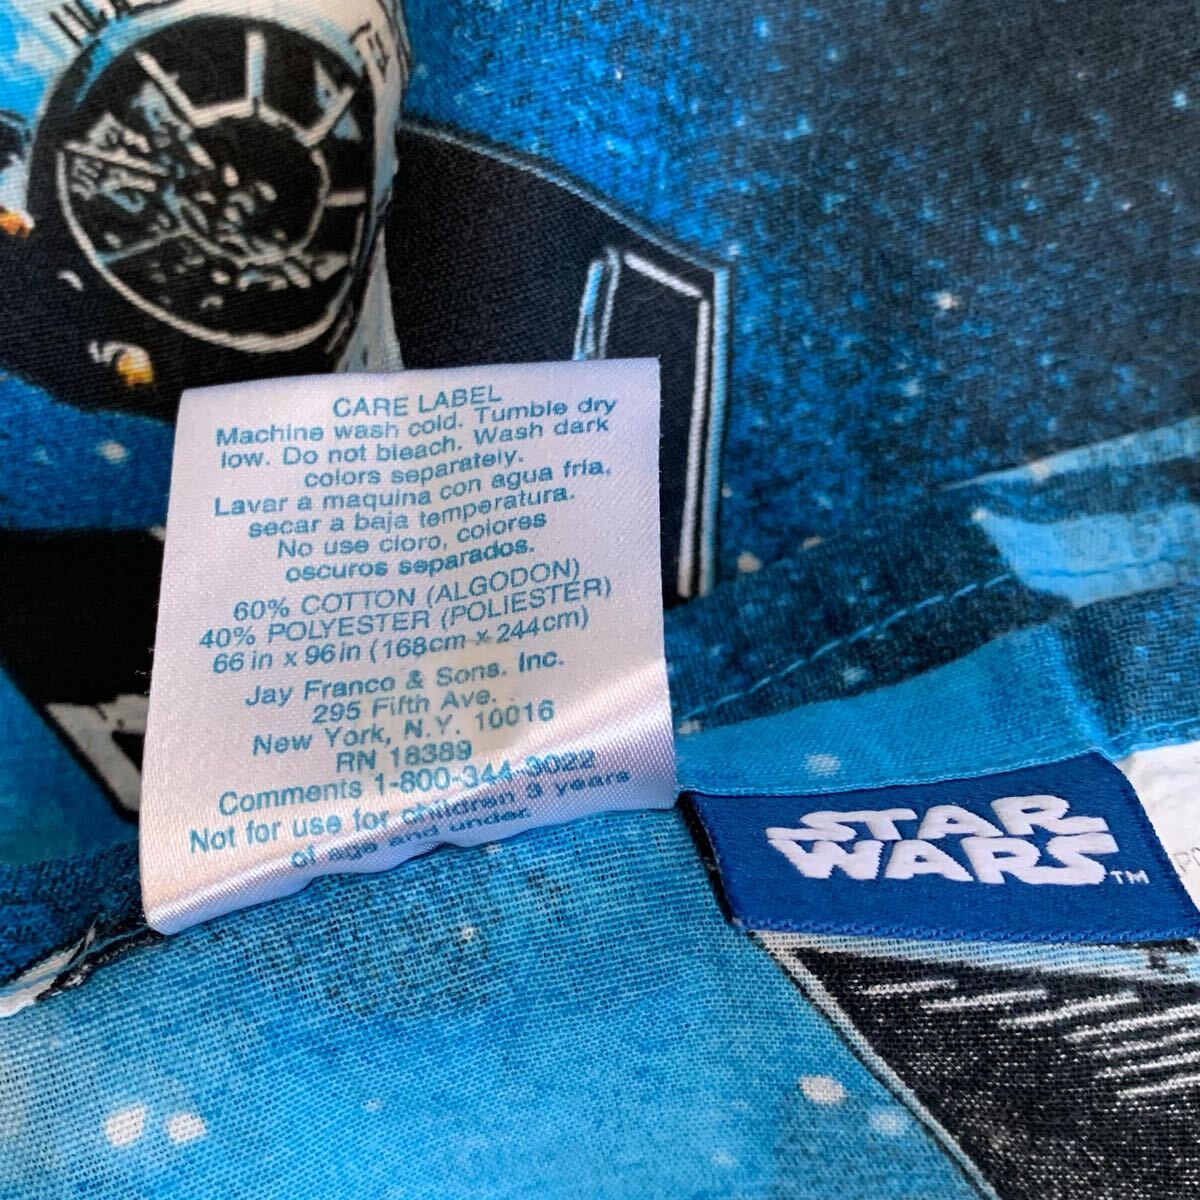 CARE LABEL
Machine wash cold. Tumble dry
low. Do not bleach. Wash dark
colors separately.
Lavar a maquina con agua fria.
secar a baja temperatura.
No use cloro, colores
oscuros separados.
60% COTTON (ALGODON)
40% POLYESTER (POLIESTER)
66 in x 96 in (168cm x 244cm)
Jay Franco & Sons. Inc.
295 Fifth Ave.
New York, N.Y. 10016
RN 18389
Comments 1-800-344-3022
Not for use for children 3 years
of age and under.
STAR
WARS™